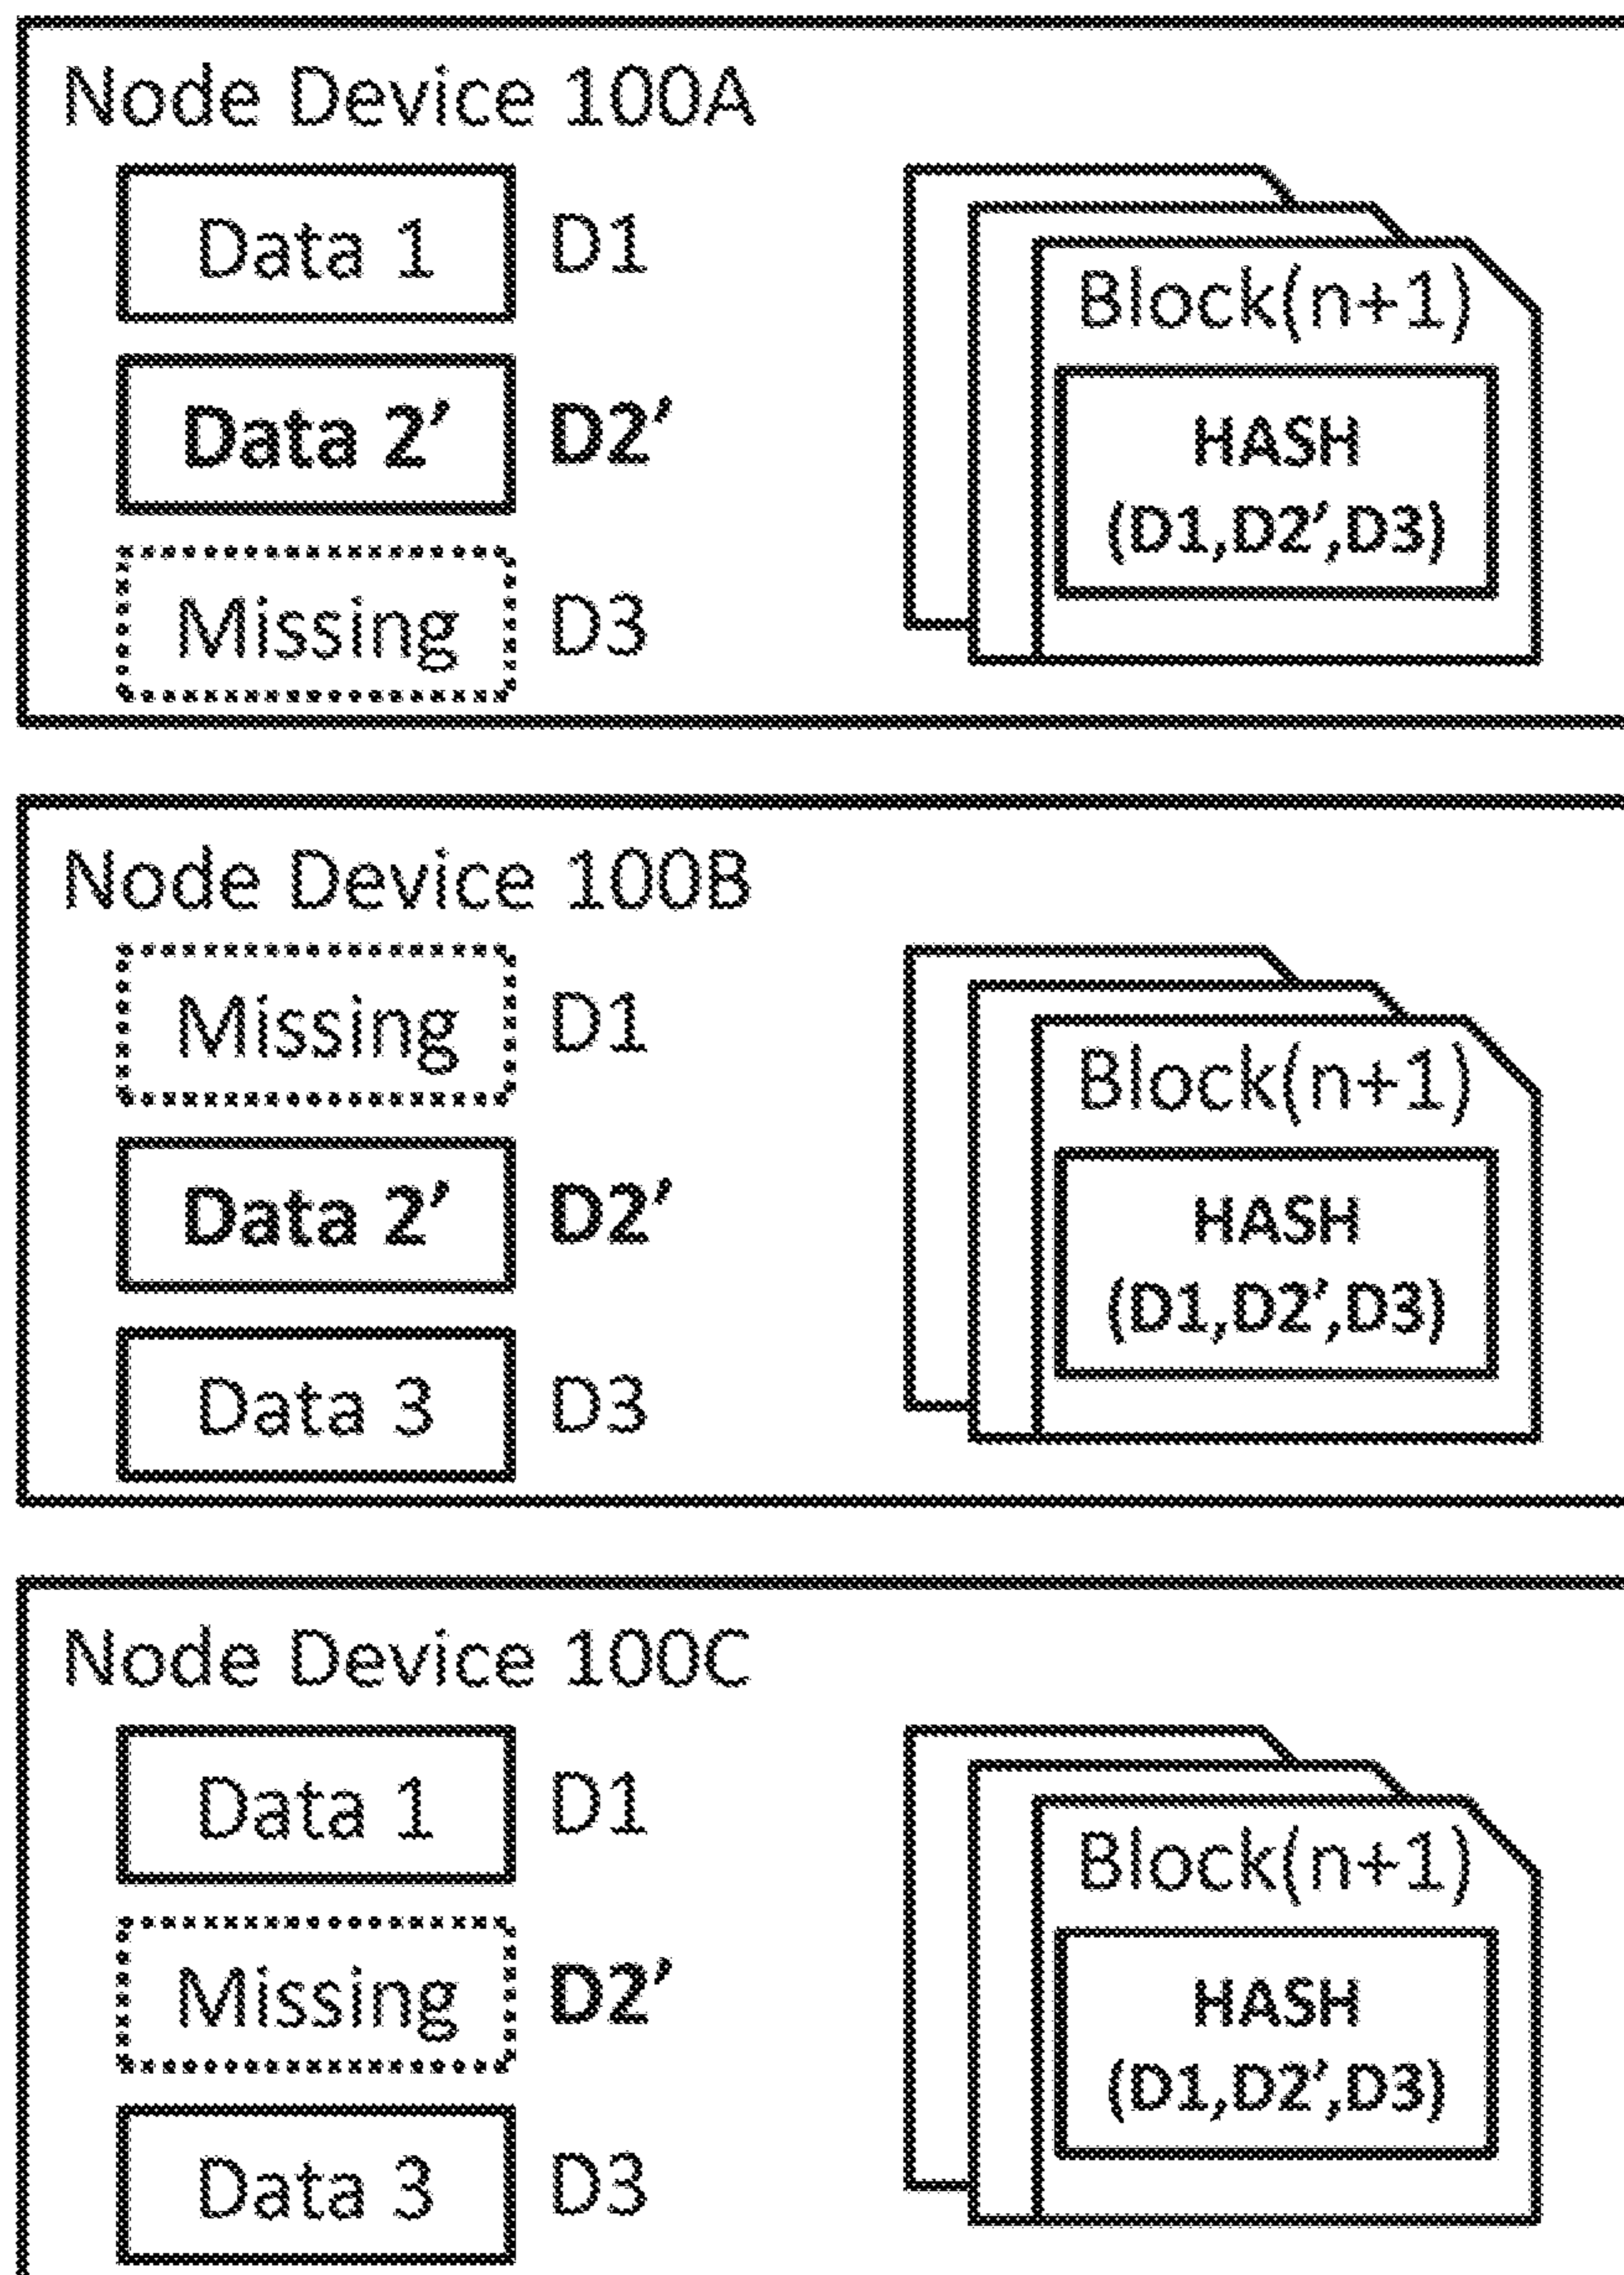 Node Device 100A
Data 1 D1
Data 2’ D2’
Missing D3
Block(n+1)
HASH
(D1,D2’,D3)
Node Device 100B
Missing D1
Data 2’ D2’
Data 3 D3
Block(n+1)
HASH
(D1,D2’,D3)
Node Device 100C
Data 1 D1
Missing D2’
Data 3 D3
Block(n+1)
HASH
(D1,D2’,D3)